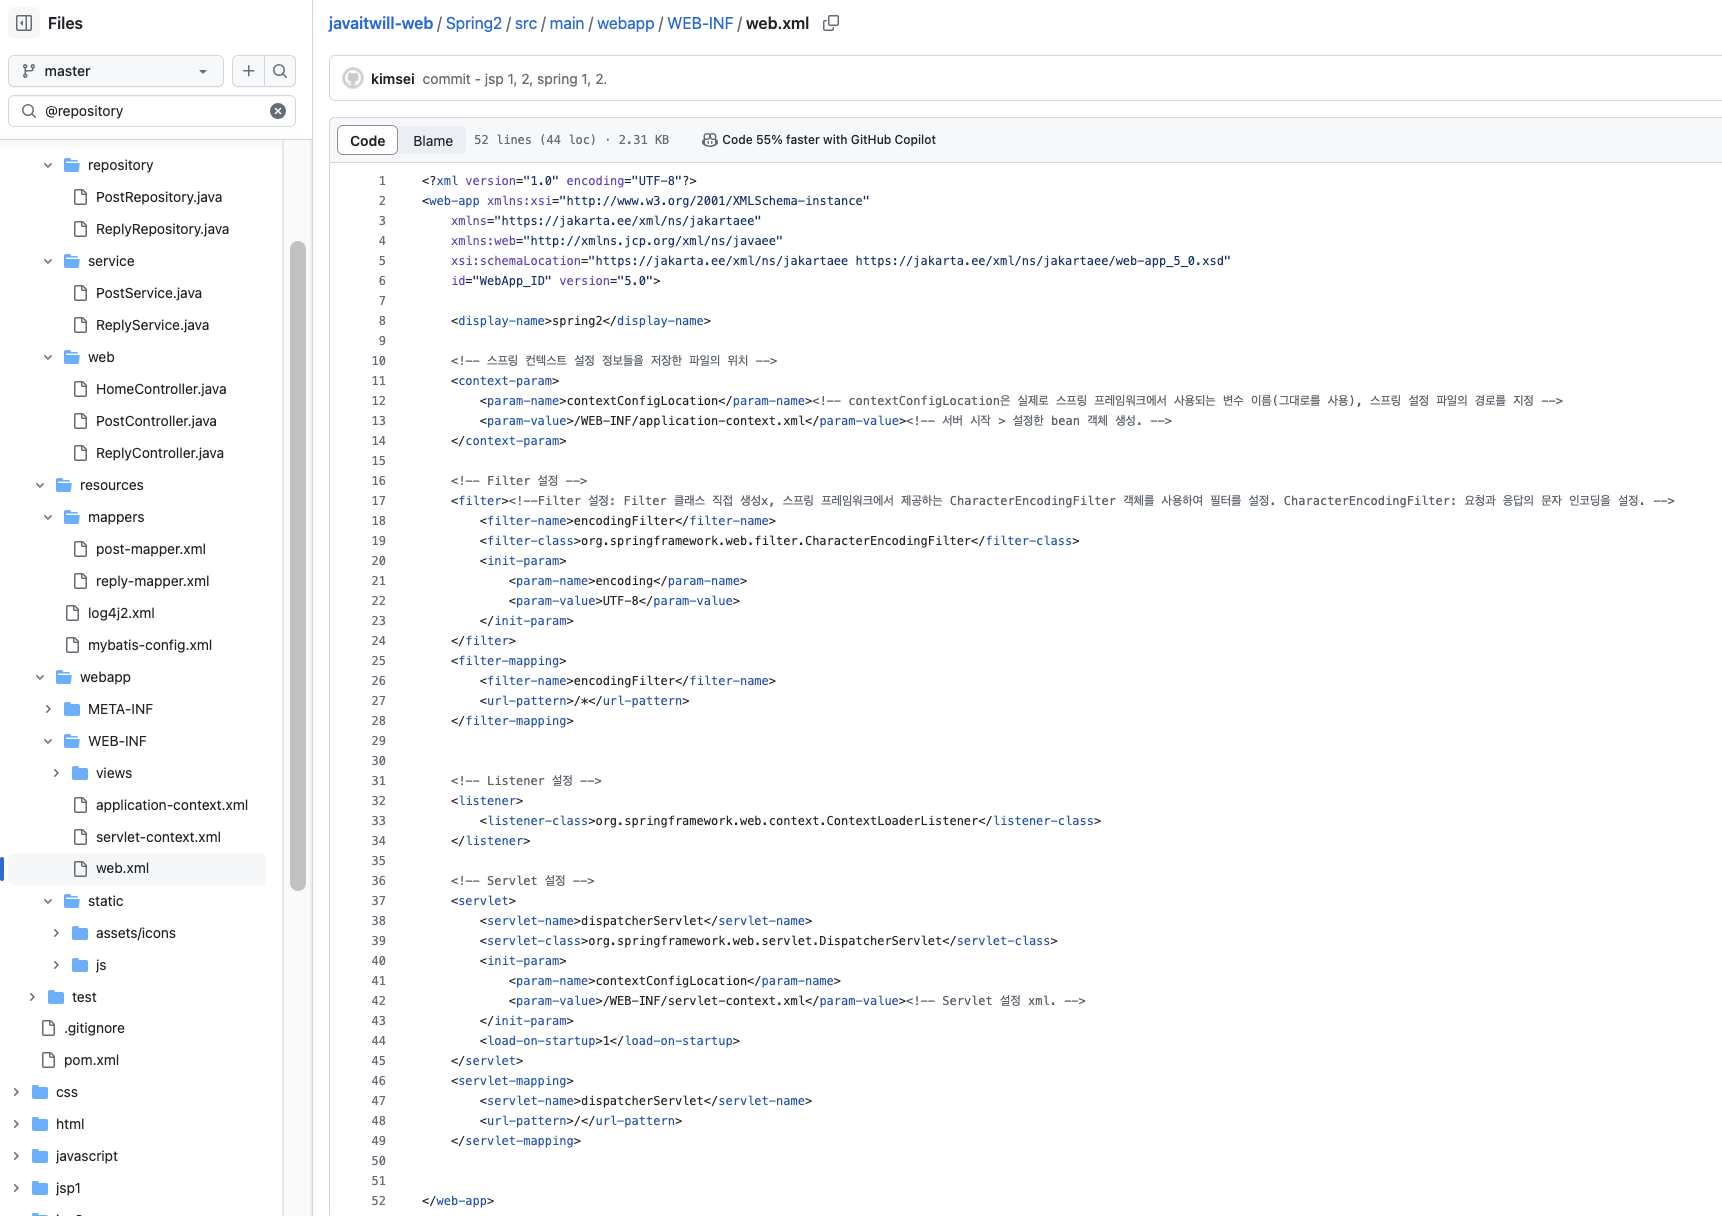 Files
master
@repository
repository
PostRepository.java
ReplyRepository.java
service
PostService.java
ReplyService.java
web
HomeController.java
PostController.java
ReplyController.java
resources
mappers
post-mapper.xml
reply-mapper.xml
log4j2.xml
mybatis-config.xml
webapp
META-INF
WEB-INF
views
application-context.xml
servlet-context.xml
web.xml
static
assets/icons
js
test
.gitignore
pom.xml
css
html
javascript
jsp1
javaitwill-web / Spring2 / src / main / webapp / WEB-INF / web.xml
kimsei commit - jsp 1, 2, spring 1, 2.
Code Blame 52 lines (44 loc) · 2.31 KB Code 55% faster with GitHub Copilot
1 <?xml version="1.0" encoding="UTF-8"?>
2 <web-app xmlns:xsi="http://www.w3.org/2001/XMLSchema-instance"
3 xmlns="https://jakarta.ee/xml/ns/jakartaee"
4 xmlns:web="http://xmlns.jcp.org/xml/ns/javaee"
5 xsi:schemaLocation="https://jakarta.ee/xml/ns/jakartaee https://jakarta.ee/xml/ns/jakartaee/web-app_5_0.xsd"
6 id="WebApp_ID" version="5.0">
7
8 <display-name>spring2</display-name>
9
10 <!-- 스프링 컨텍스트 설정 정보들을 저장한 파일의 위치 -->
11 <context-param>
12 <param-name>contextConfigLocation</param-name><!-- contextConfigLocation은 실제로 스프링 프레임워크에서 사용되는 변수 이름(그대로를 사용), 스프링 설정 파일의 경로를 지정 -->
13 <param-value>/WEB-INF/application-context.xml</param-value><!-- 서버 시작 > 설정한 bean 객체 생성. -->
14 </context-param>
15
16 <!-- Filter 설정 -->
17 <filter><!--Filter 설정: Filter 클래스 직접 생성x, 스프링 프레임워크에서 제공하는 CharacterEncodingFilter 객체를 사용하여 필터를 설정. CharacterEncodingFilter: 요청과 응답의 문자 인코딩을 설정. -->
18 <filter-name>encodingFilter</filter-name>
19 <filter-class>org.springframework.web.filter.CharacterEncodingFilter</filter-class>
20 <init-param>
21 <param-name>encoding</param-name>
22 <param-value>UTF-8</param-value>
23 </init-param>
24 </filter>
25 <filter-mapping>
26 <filter-name>encodingFilter</filter-name>
27 <url-pattern>/*</url-pattern>
28 </filter-mapping>
29
30
31 <!-- Listener 설정 -->
32 <listener>
33 <listener-class>org.springframework.web.context.ContextLoaderListener</listener-class>
34 </listener>
35
36 <!-- Servlet 설정 -->
37 <servlet>
38 <servlet-name>dispatcherServlet</servlet-name>
39 <servlet-class>org.springframework.web.servlet.DispatcherServlet</servlet-class>
40 <init-param>
41 <param-name>contextConfigLocation</param-name>
42 <param-value>/WEB-INF/servlet-context.xml</param-value><!-- Servlet 설정 xml. -->
43 </init-param>
44 <load-on-startup>1</load-on-startup>
45 </servlet>
46 <servlet-mapping>
47 <servlet-name>dispatcherServlet</servlet-name>
48 <url-pattern>/</url-pattern>
49 </servlet-mapping>
50
51
52 </web-app>